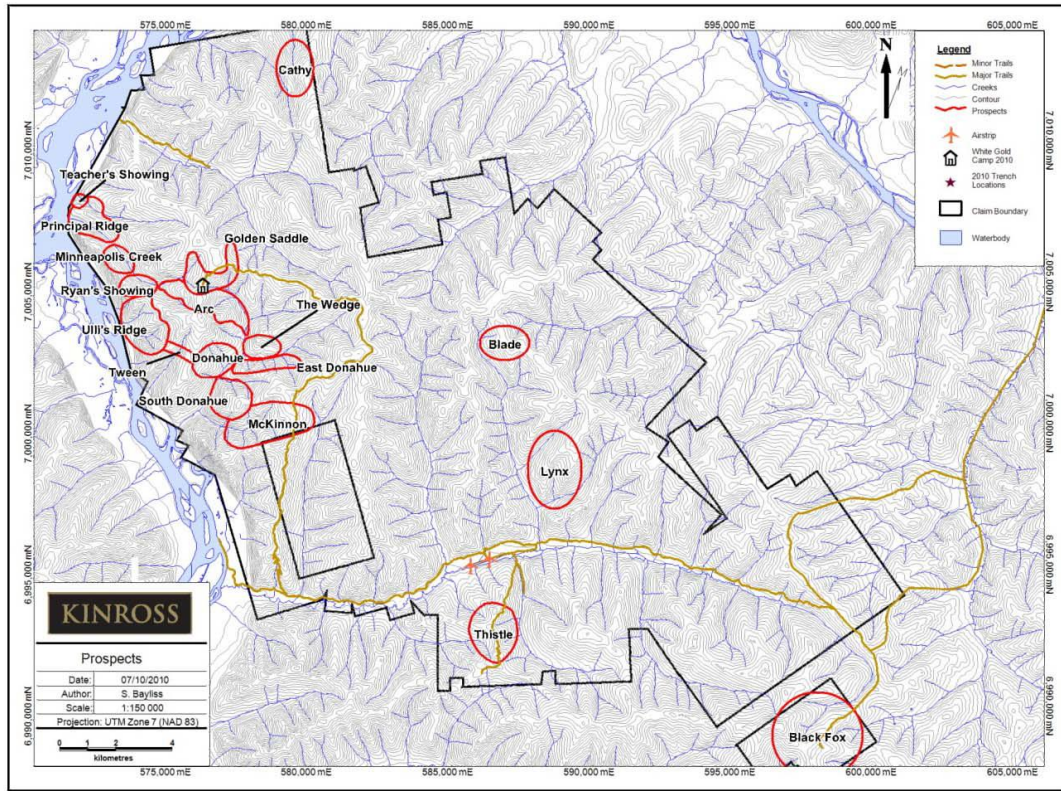 575,000 mE
580,000 mE
585,000 mE
590,000 mE
595,000 mE
600,000 mE
605,000 mE
7,010,000 mN
7,010,000 mN
7,005,000 mN
7,005,000 mN
7,000,000 mN
7,000,000 mN
6,995,000 mN
6,995,000 mN
6,990,000 mN
6,990,000 mN
N
M
Legend
Minor Trails
Major Trails
Creeks
Contour
Prospects
Airstrip
White Gold
Camp 2010
2010 Trench
Locations
Claim Boundary
Waterbody
Cathy
Teacher's Showing
Principal Ridge
Golden Saddle
Minneapolis Creek
Ryan's Showing
The Wedge
Arc
Ulli's Ridge
Blade
Donahue
Tween
East Donahue
South Donahue
McKinnon
Lynx
Thistle
Black Fox
KINROSS
Prospects
Date: 07/10/2010
Author: S. Bayliss
Scale: 1:150 000
Projection: UTM Zone 7 (NAD 83)
0 1 2 4
kilometres
575,000 mE
580,000 mE
585,000 mE
590,000 mE
595,000 mE
600,000 mE
605,000 mE